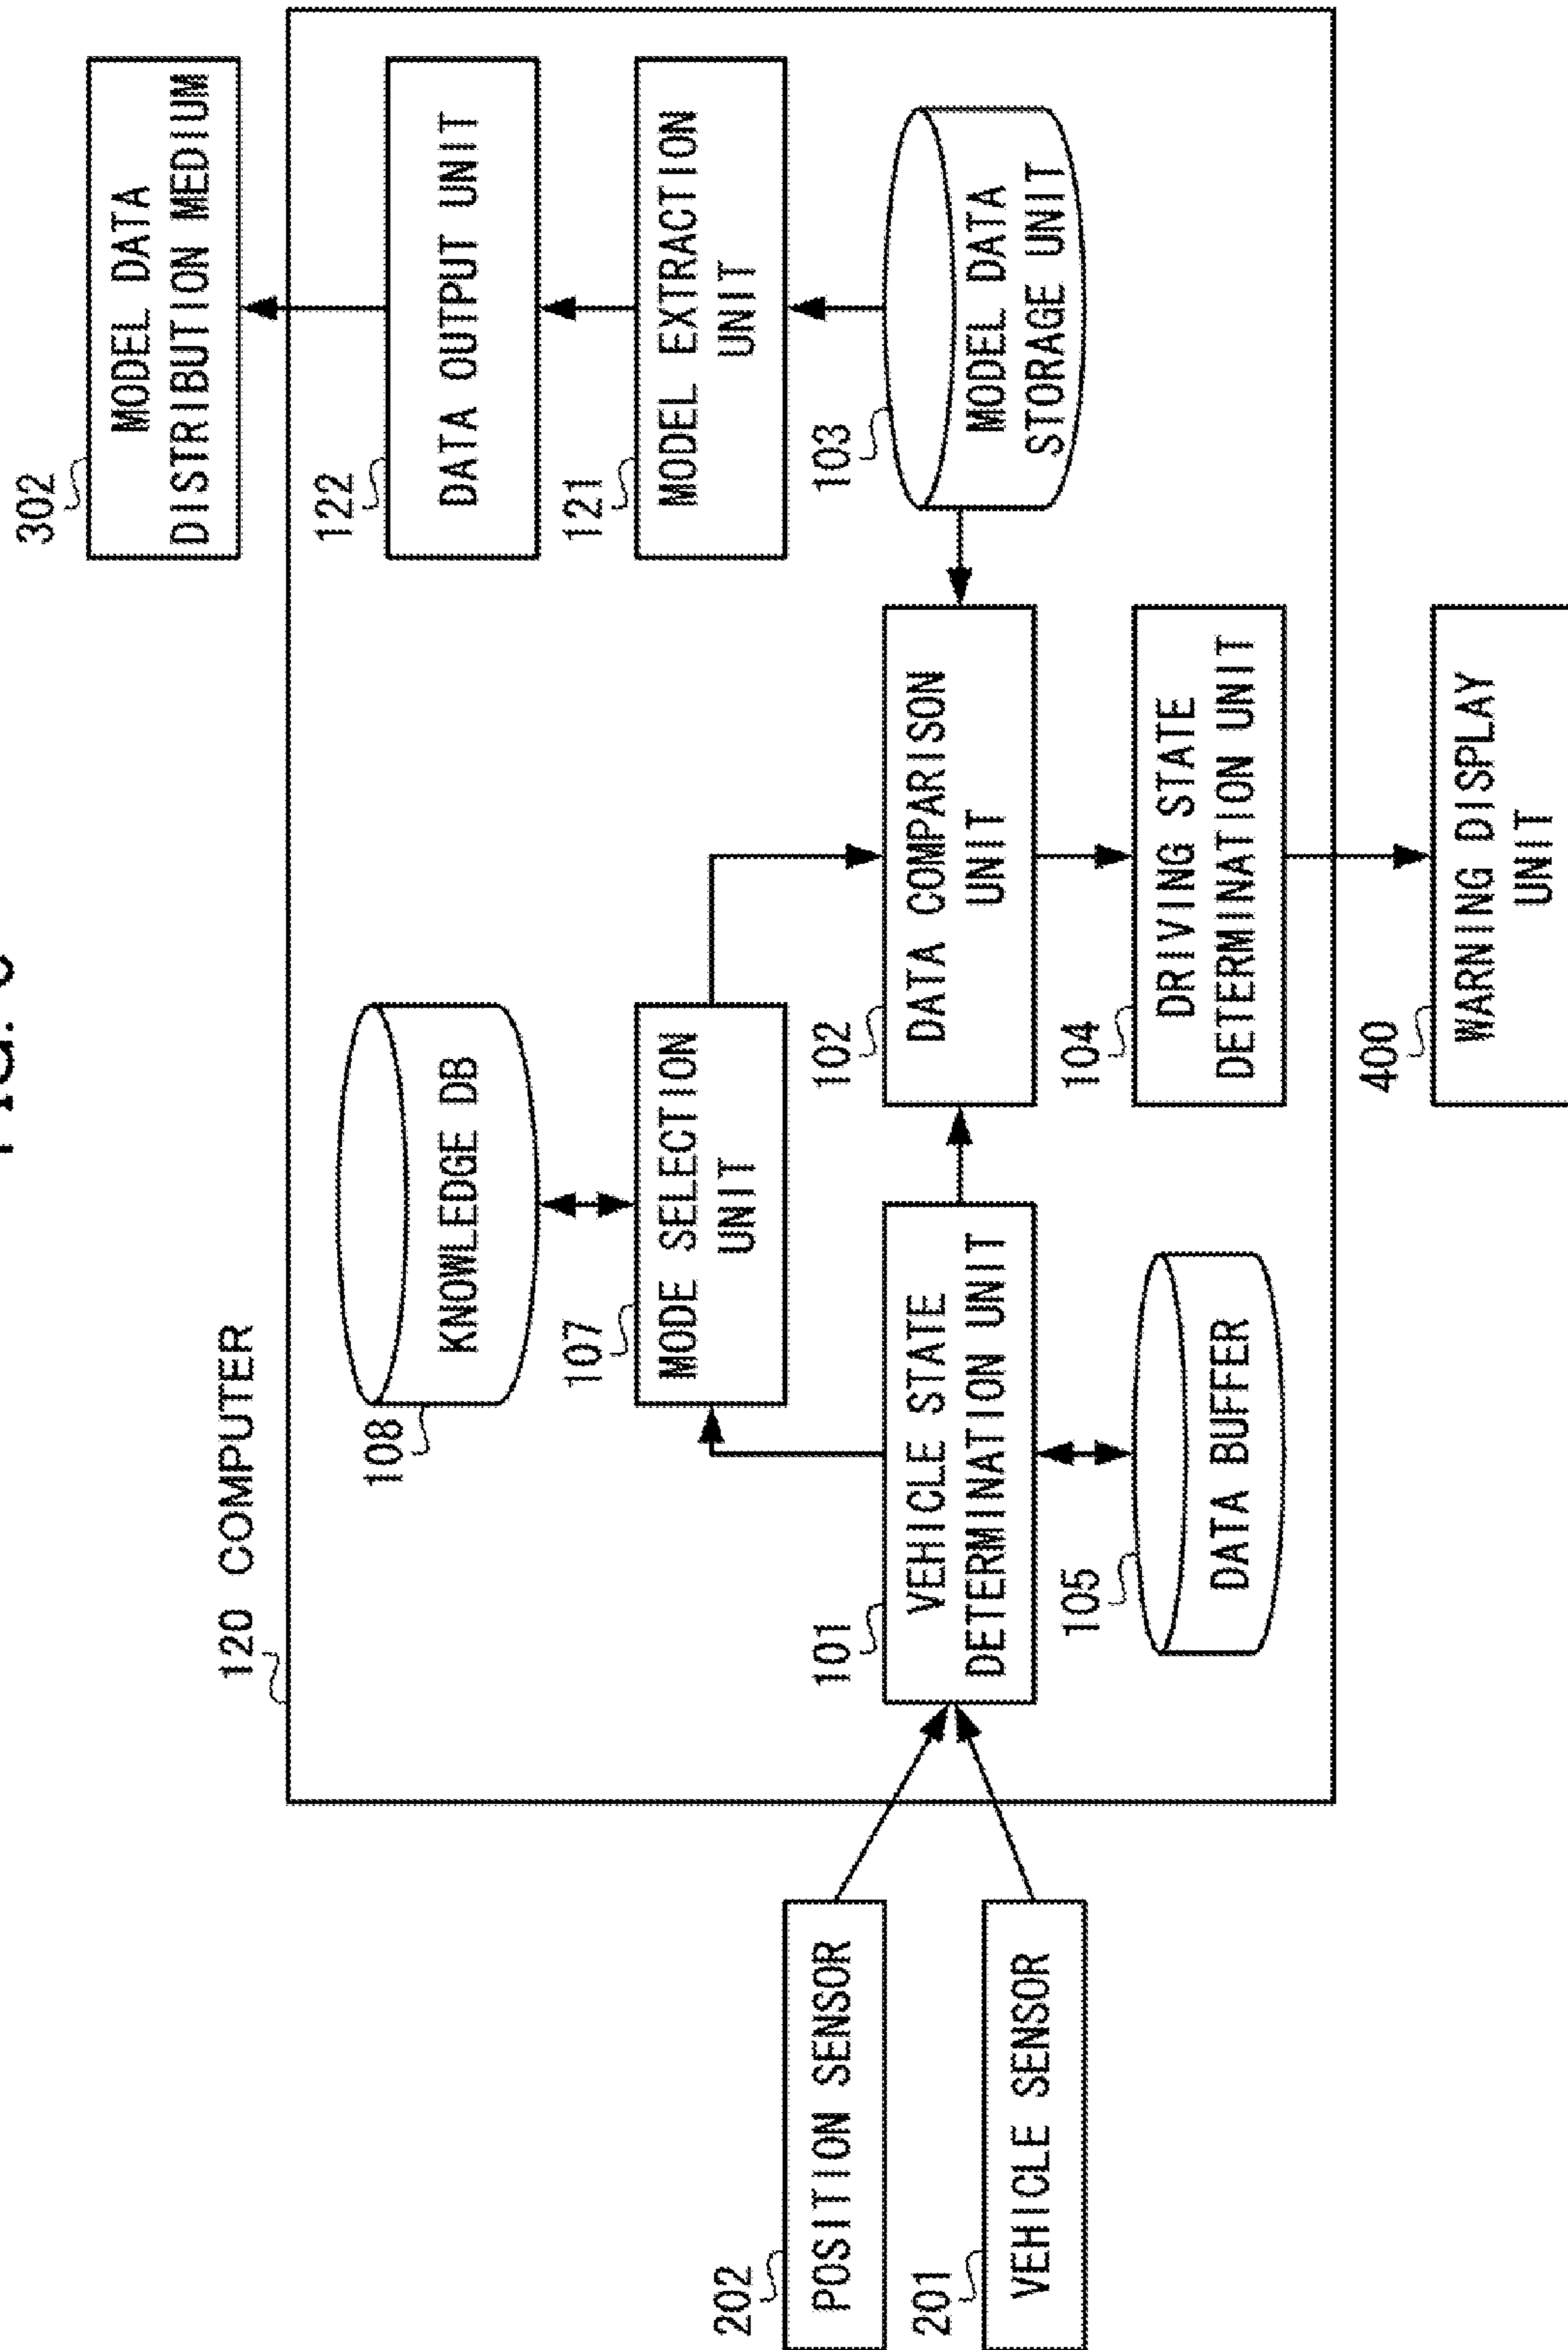 FIG.
302
MODEL DATA
DISTRIBUTION MEDIUM
120 COMPUTER
108
KNOWLEDGE DB
122
DATA OUTPUT UNIT
107
MODE SELECTION
UNIT
121
MODEL EXTRACTION
UNIT
202
POSITION SENSOR
201
VEHICLE SENSOR
101
VEHICLE STATE
DETERMINATION UNIT
102
DATA COMPARISON
UNIT
103
MODEL DATA
STORAGE UNIT
105
DATA BUFFER
104
DRIVING STATE
DETERMINATION UNIT
400
WARNING DISPLAY
UNIT